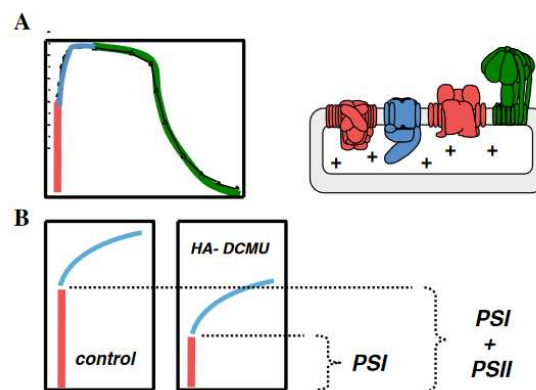 A
+ + + + +
B
control
HA- DCMU
PSI
PSI
+
PSII